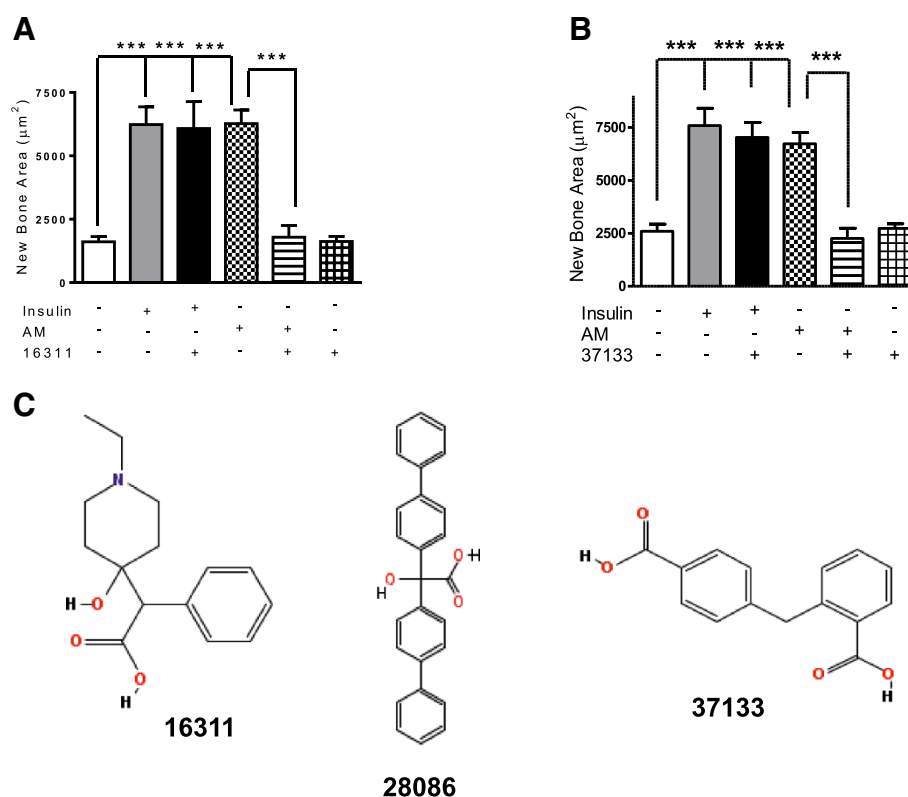 A
*** *** ***
***
New Bone Area (µm²)
7500
5000
2500
0
Insulin - + + - - -
AM - - - + + -
16311 - - + - + +
B
*** *** ***
***
New Bone Area (µm²)
7500
5000
2500
0
Insulin - + + - - -
AM - - - + + -
37133 - - + - + +
C
N
H-O
O
O
H
16311
O
H
O-H
O
28086
O
H
O
O
O
H
37133